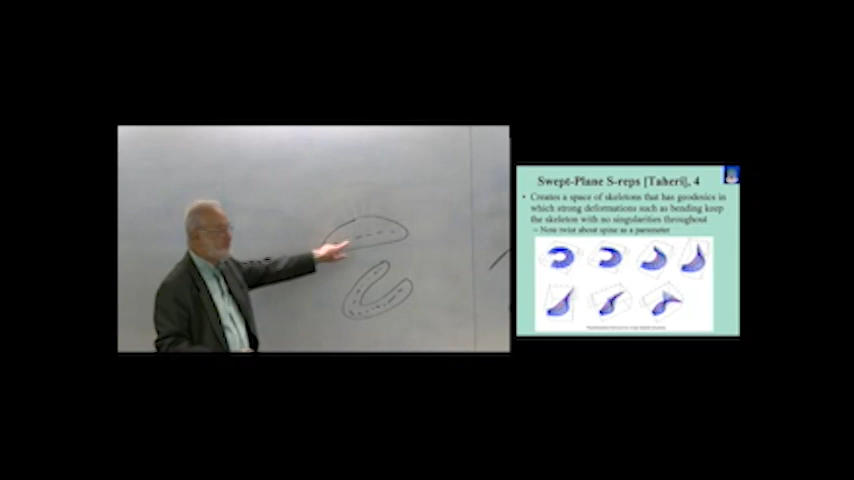 Swept-Plane S-reps [Taheri], 4
• Creates a space of skeletons that has geodesics in
which strong deformations such as bending keep
the skeleton with no singularities throughout
– Note twist about spine as a parameter